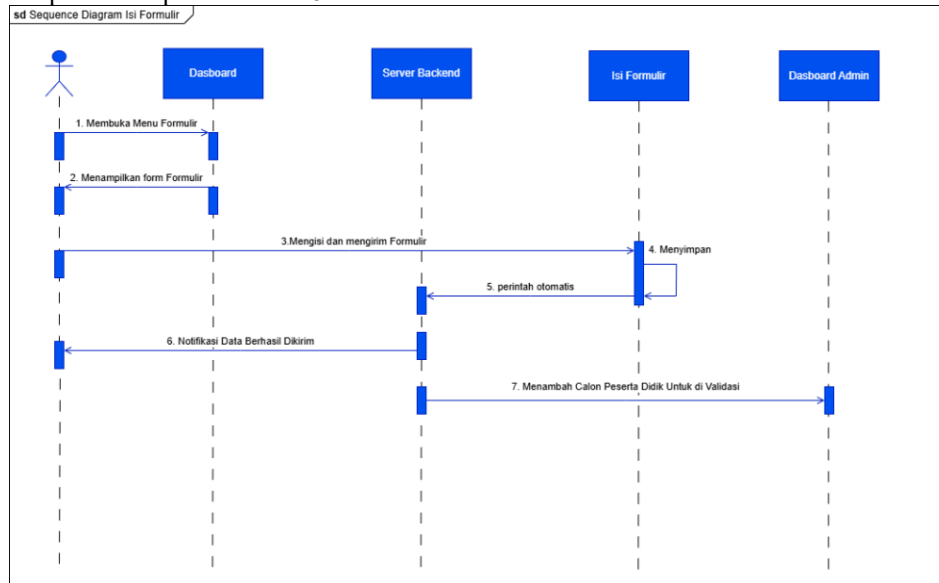 sd Sequence Diagram Isi Formulir
Dasboard
Server Backend
Isi Formulir
Dasboard Admin
1. Membuka Menu Formulir
2. Menampilkan form Formulir
3.Mengisi dan mengirim Formulir
4. Menyimpan
5. perintah otomatis
6. Notifikasi Data Berhasil Dikirim
7. Menambah Calon Peserta Didik Untuk di Validasi